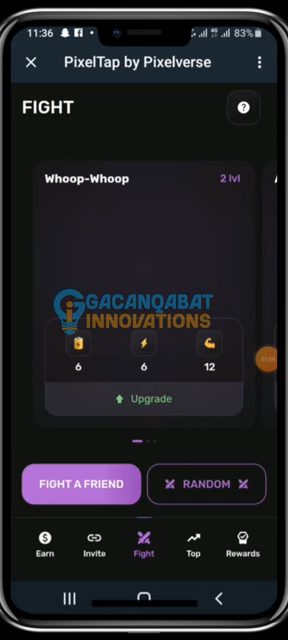 11:36
4G
83%
PixelTap by Pixelverse
FIGHT
?
Whoop-Whoop
2 lvl
GACANQABAT
INNOVATIONS
6
6
12
Upgrade
FIGHT A FRIEND
RANDOM
Earn
Invite
Fight
Top
Rewards